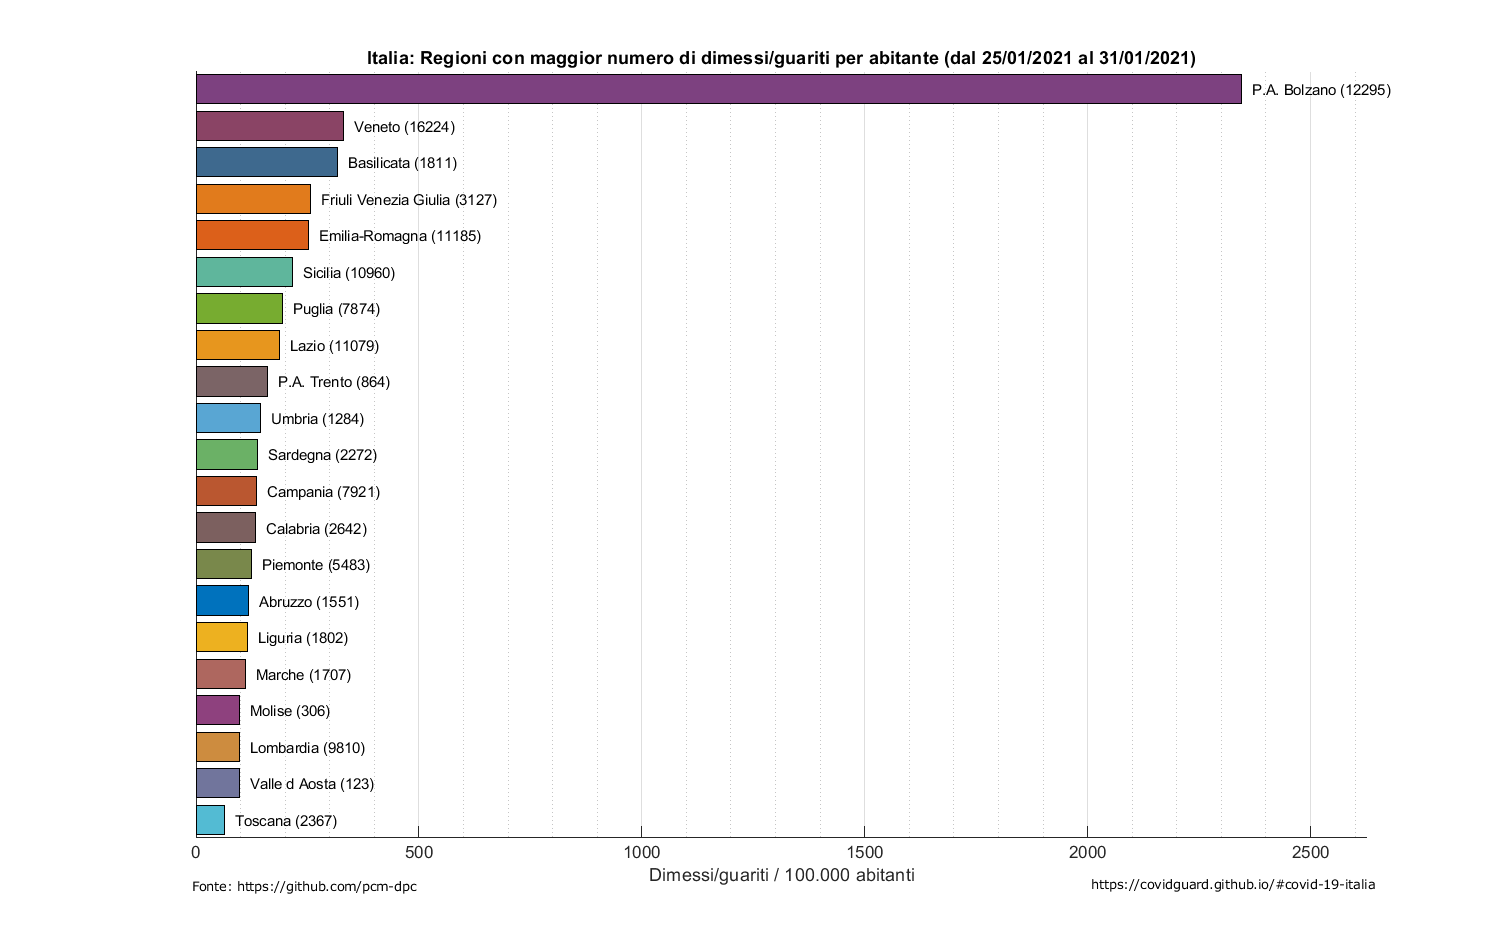 Italia: Regioni con maggior numero di dimessi/guariti per abitante (dal 25/01/2021 al 31/01/2021)
P.A. Bolzano (12295)
Veneto (16224)
Basilicata (1811)
Friuli Venezia Giulia (3127)
Emilia-Romagna (11185)
Sicilia (10960)
Puglia (7874)
Lazio (11079)
P.A. Trento (864)
Umbria (1284)
Sardegna (2272)
Campania (7921)
Calabria (2642)
Piemonte (5483)
Abruzzo (1551)
Liguria (1802)
Marche (1707)
Molise (306)
Lombardia (9810)
Valle d Aosta (123)
Toscana (2367)
0 500 1000 1500 2000 2500
Dimessi/guariti / 100.000 abitanti
Fonte: https://github.com/pcm-dpc
https://covidguard.github.io/#covid-19-italia